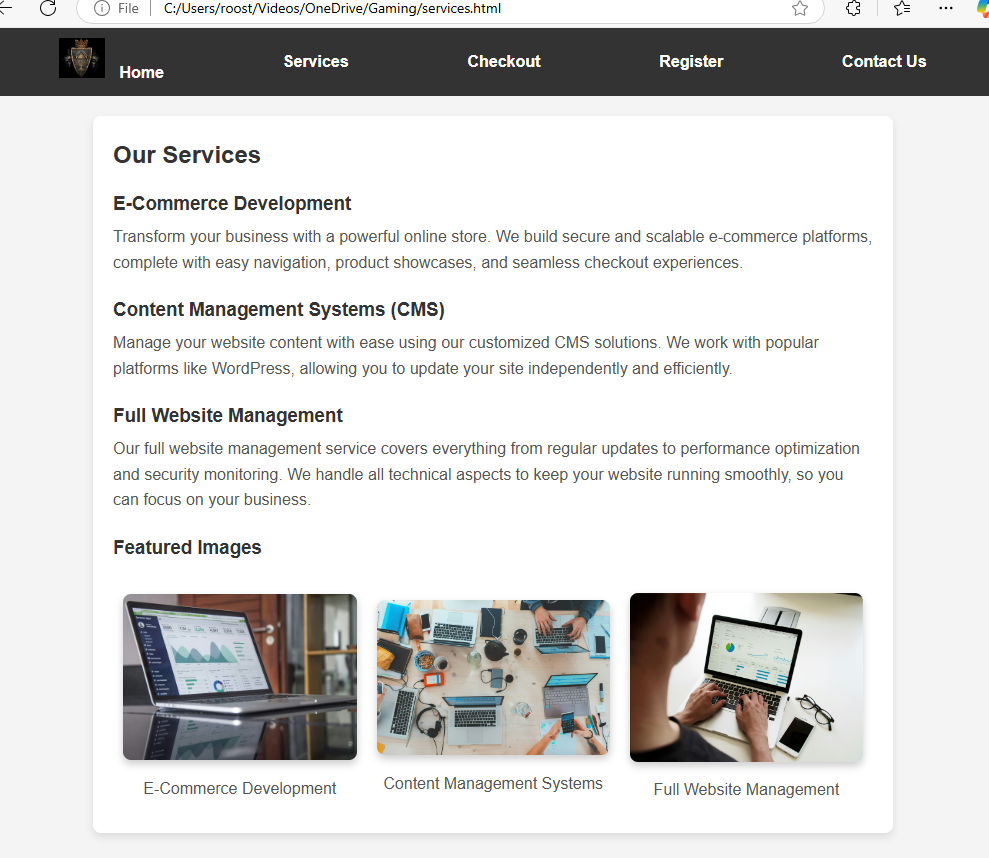 File C:/Users/roost/Videos/OneDrive/Gaming/services.html
Home Services Checkout Register Contact Us
Our Services
E-Commerce Development
Transform your business with a powerful online store. We build secure and scalable e-commerce platforms,
complete with easy navigation, product showcases, and seamless checkout experiences.
Content Management Systems (CMS)
Manage your website content with ease using our customized CMS solutions. We work with popular
platforms like WordPress, allowing you to update your site independently and efficiently.
Full Website Management
Our full website management service covers everything from regular updates to performance optimization
and security monitoring. We handle all technical aspects to keep your website running smoothly, so you
can focus on your business.
Featured Images
E-Commerce Development
Content Management Systems
Full Website Management